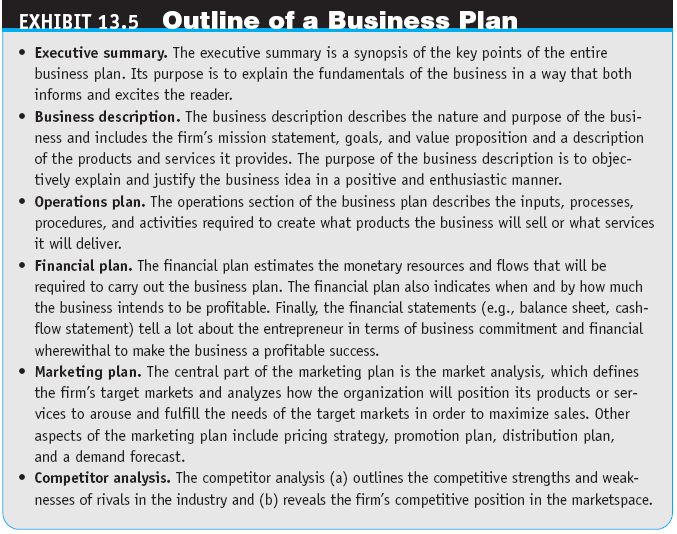 EXHIBIT 13.5 Outline of a Business Plan
• Executive summary. The executive summary is a synopsis of the key points of the entire
business plan. Its purpose is to explain the fundamentals of the business in a way that both
informs and excites the reader.
• Business description. The business description describes the nature and purpose of the busi-
ness and includes the firm's mission statement, goals, and value proposition and a description
of the products and services it provides. The purpose of the business description is to objec-
tively explain and justify the business idea in a positive and enthusiastic manner.
• Operations plan. The operations section of the business plan describes the inputs, processes,
procedures, and activities required to create what products the business will sell or what services
it will deliver.
• Financial plan. The financial plan estimates the monetary resources and flows that will be
required to carry out the business plan. The financial plan also indicates when and by how much
the business intends to be profitable. Finally, the financial statements (e.g., balance sheet, cash-
flow statement) tell a lot about the entrepreneur in terms of business commitment and financial
wherewithal to make the business a profitable success.
• Marketing plan. The central part of the marketing plan is the market analysis, which defines
the firm's target markets and analyzes how the organization will position its products or ser-
vices to arouse and fulfill the needs of the target markets in order to maximize sales. Other
aspects of the marketing plan include pricing strategy, promotion plan, distribution plan,
and a demand forecast.
• Competitor analysis. The competitor analysis (a) outlines the competitive strengths and weak-
nesses of rivals in the industry and (b) reveals the firm's competitive position in the marketspace.